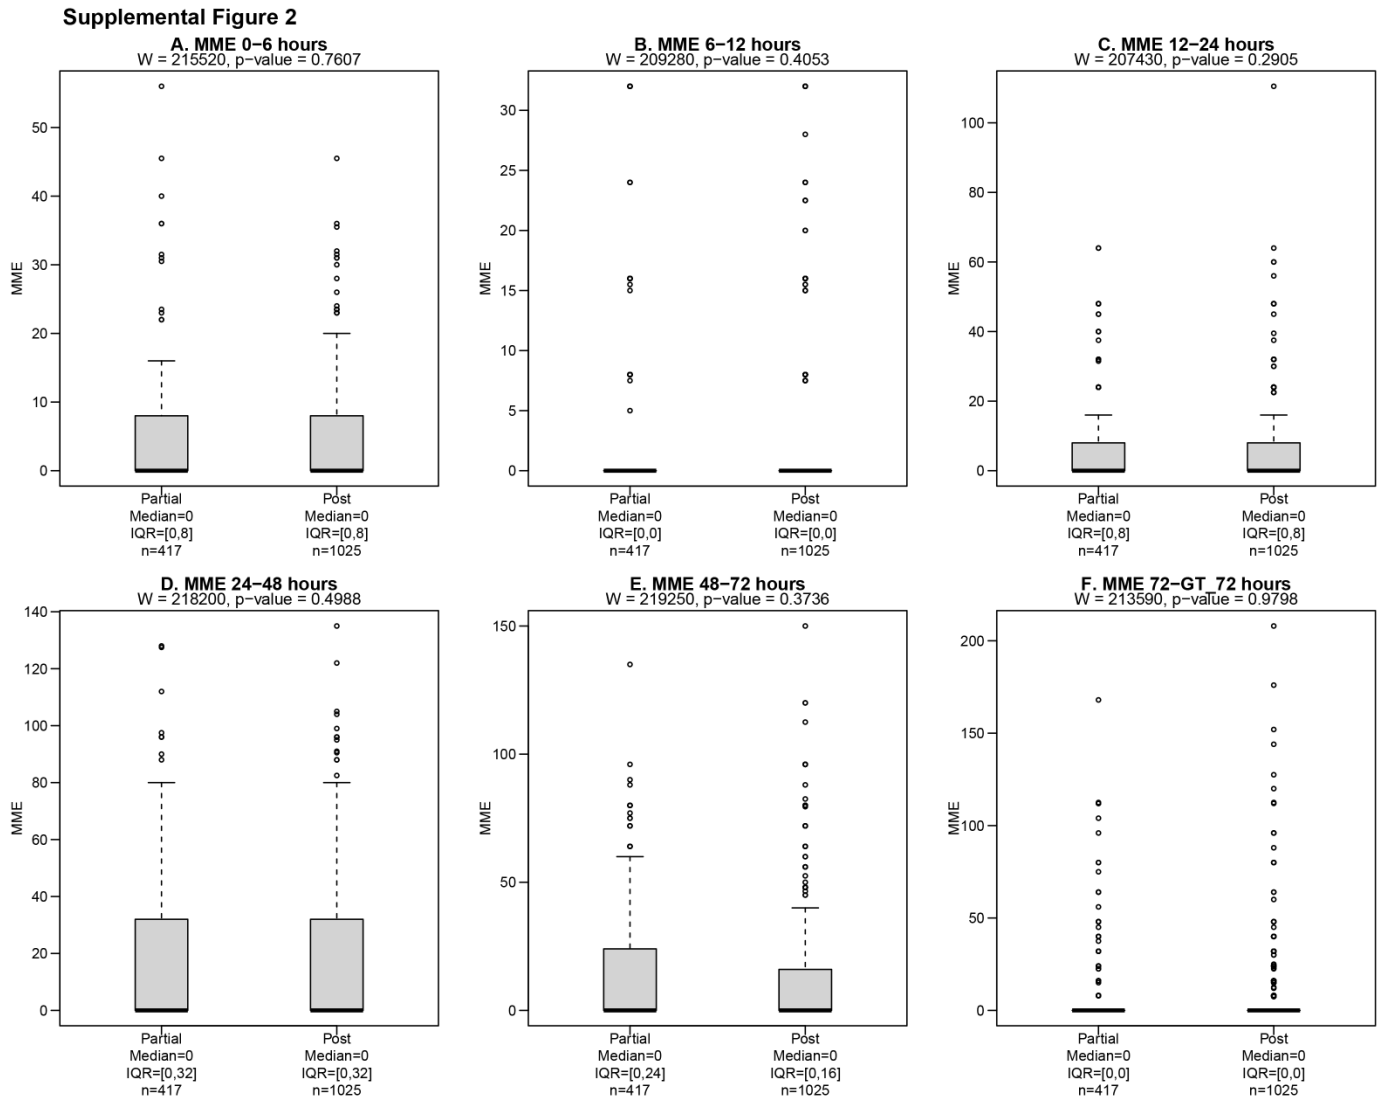 Supplemental Figure 2
A. MME 0−6 hours
W = 215520, p−value = 0.7607
MME
50
40
30
20
10
0
Partial
Median=0
IQR=[0,8]
n=417
Post
Median=0
IQR=[0,8]
n=1025
B. MME 6−12 hours
W = 209280, p−value = 0.4053
MME
30
25
20
15
10
5
0
Partial
Median=0
IQR=[0,0]
n=417
Post
Median=0
IQR=[0,0]
n=1025
C. MME 12−24 hours
W = 207430, p−value = 0.2905
MME
100
80
60
40
20
0
Partial
Median=0
IQR=[0,8]
n=417
Post
Median=0
IQR=[0,8]
n=1025
D. MME 24−48 hours
W = 218200, p−value = 0.4988
MME
140
120
100
80
60
40
20
0
Partial
Median=0
IQR=[0,32]
n=417
Post
Median=0
IQR=[0,32]
n=1025
E. MME 48−72 hours
W = 219250, p−value = 0.3736
MME
150
100
50
0
Partial
Median=0
IQR=[0,24]
n=417
Post
Median=0
IQR=[0,16]
n=1025
F. MME 72−GT_72 hours
W = 213590, p−value = 0.9798
MME
200
150
100
50
0
Partial
Median=0
IQR=[0,0]
n=417
Post
Median=0
IQR=[0,0]
n=1025